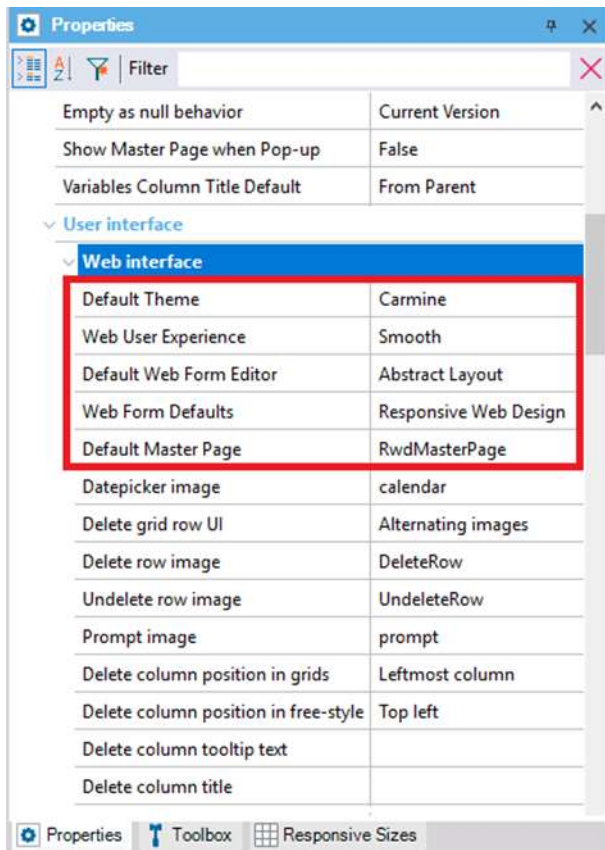 Properties
Filter
Empty as null behavior Current Version
Show Master Page when Pop-up False
Variables Column Title Default From Parent
User interface
Web interface
Default Theme Carmine
Web User Experience Smooth
Default Web Form Editor Abstract Layout
Web Form Defaults Responsive Web Design
Default Master Page RwdMasterPage
Datepicker image calendar
Delete grid row UI Alternating images
Delete row image DeleteRow
Undelete row image UndeleteRow
Prompt image prompt
Delete column position in grids Leftmost column
Delete column position in free-style Top left
Delete column tooltip text
Delete column title
Properties Toolbox Responsive Sizes